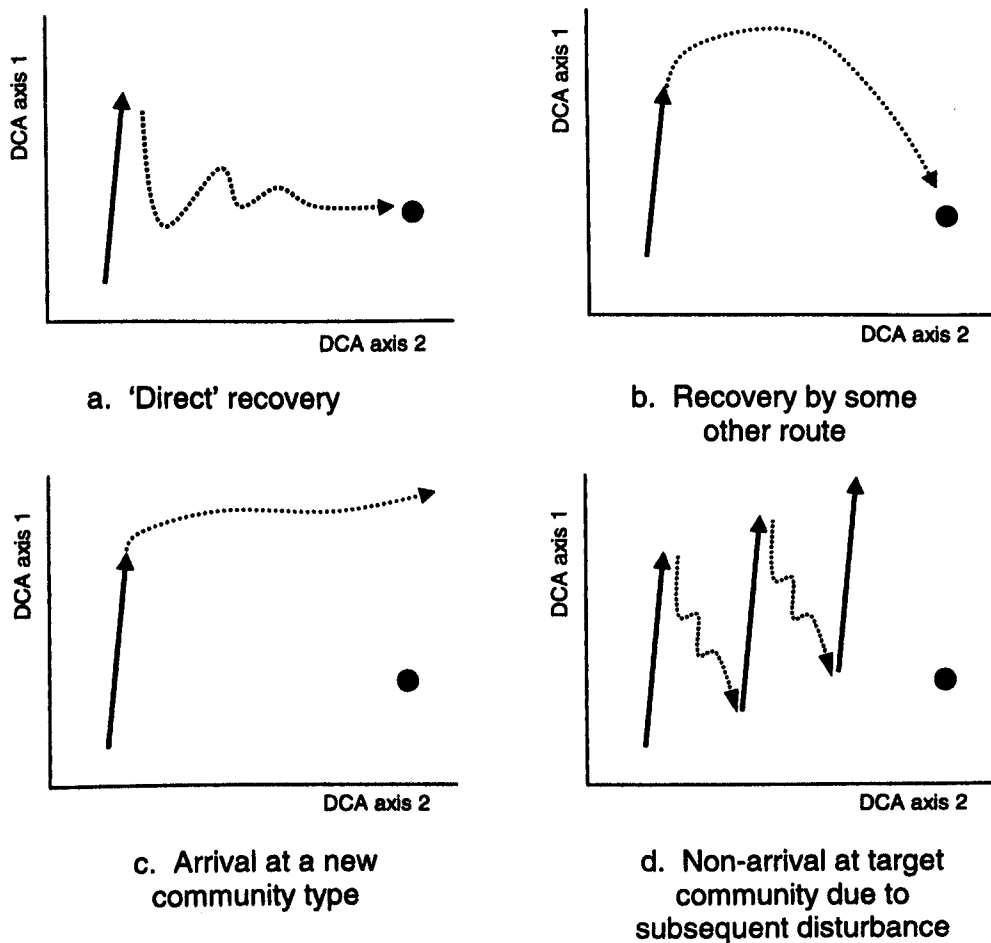 DCA axis 1
DCA axis 2
a. 'Direct' recovery
DCA axis 1
DCA axis 2
b. Recovery by some
other route
DCA axis 1
DCA axis 2
c. Arrival at a new
community type
DCA axis 1
DCA axis 2
d. Non-arrival at target
community due to
subsequent disturbance